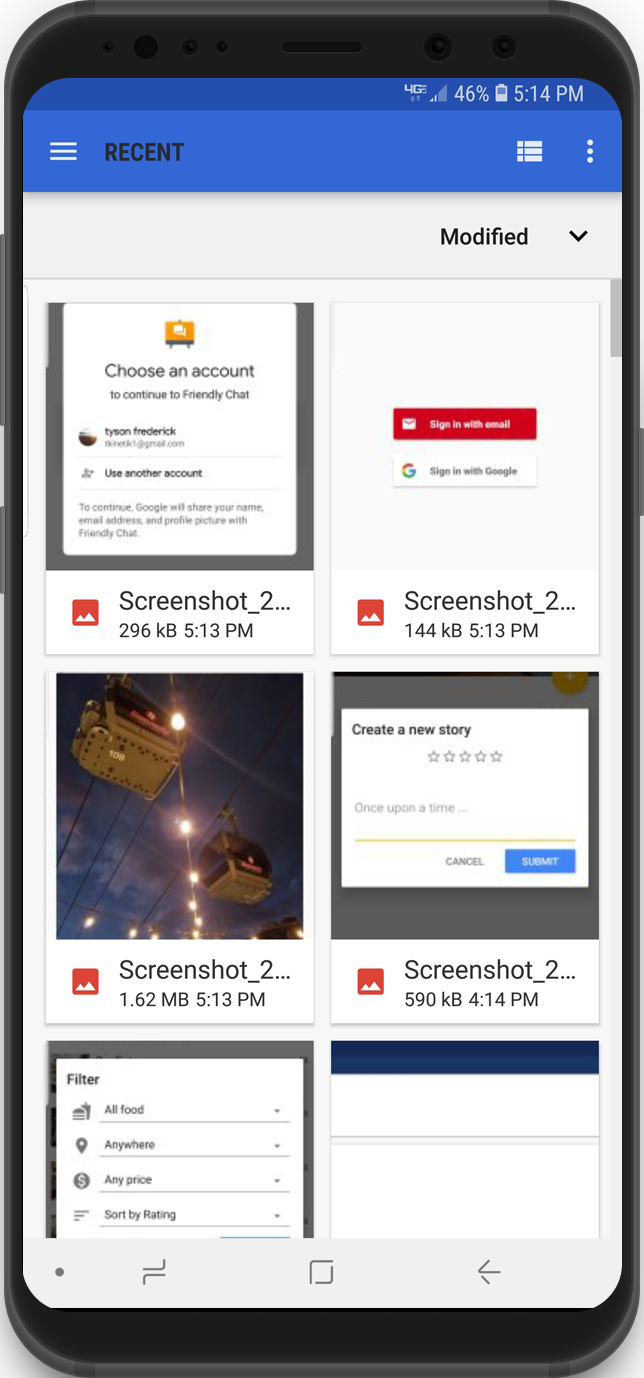 4GE 46% 5:14 PM
RECENT
Modified
Choose an account
to continue to Friendly Chat
tyson frederick
tkinetik1@gmail.com
Use another account
To continue, Google will share your name,
email address, and profile picture with
Friendly Chat.
Sign in with email
Sign in with Google
Screenshot_2...
296 kB 5:13 PM
Screenshot_2...
144 kB 5:13 PM
109
Create a new story
Once upon a time ...
CANCEL
SUBMIT
Screenshot_2...
1.62 MB 5:13 PM
Screenshot_2...
590 kB 4:14 PM
Filter
All food
Anywhere
Any price
Sort by Rating